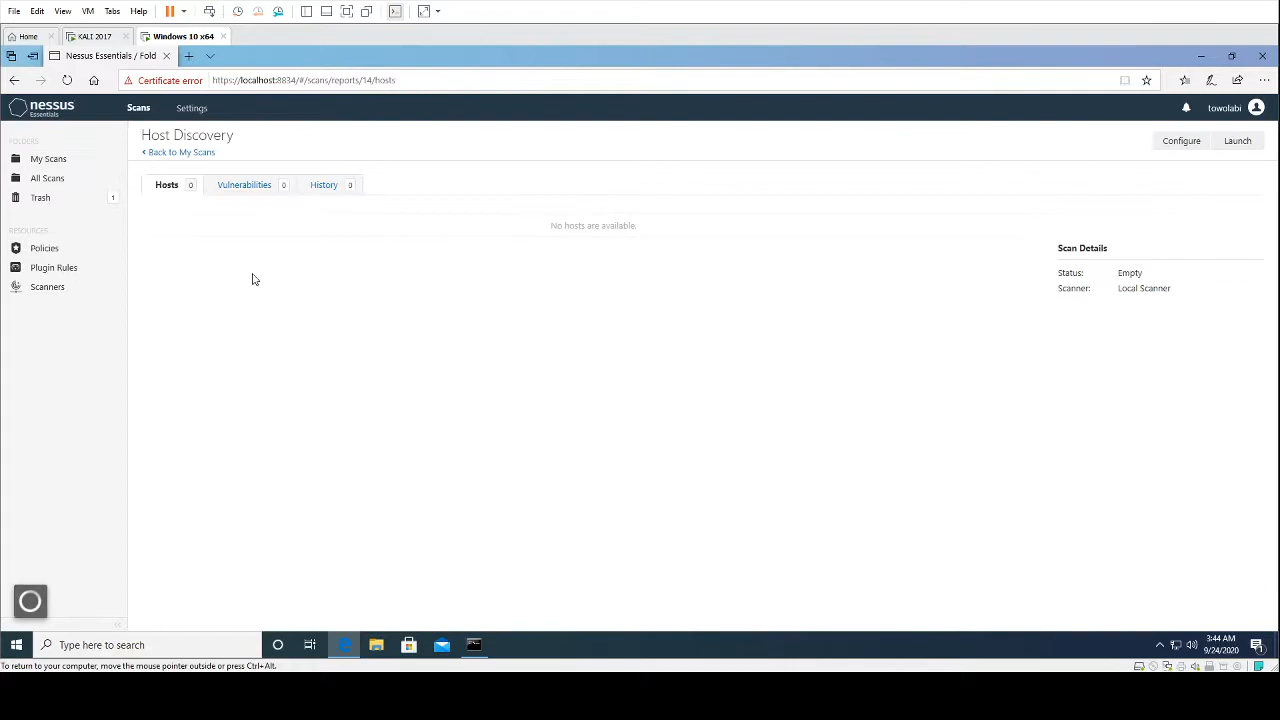 File Edit View VM Tabs Help
Home KALI 2017 Windows 10 x64
Nessus Essentials / Fold
Certificate error https://localhost:8834/#/scans/reports/14/hosts
nessus Essentials Scans Settings towolabi
FOLDERS
My Scans
All Scans
Trash 1
RESOURCES
Policies
Plugin Rules
Scanners
Host Discovery
Back to My Scans
Configure Launch
Hosts 0 Vulnerabilities 0 History 0
No hosts are available.
Scan Details
Status: Empty
Scanner: Local Scanner
Type here to search
3:44 AM
9/24/2020
1
To return to your computer, move the mouse pointer outside or press Ctrl+Alt.